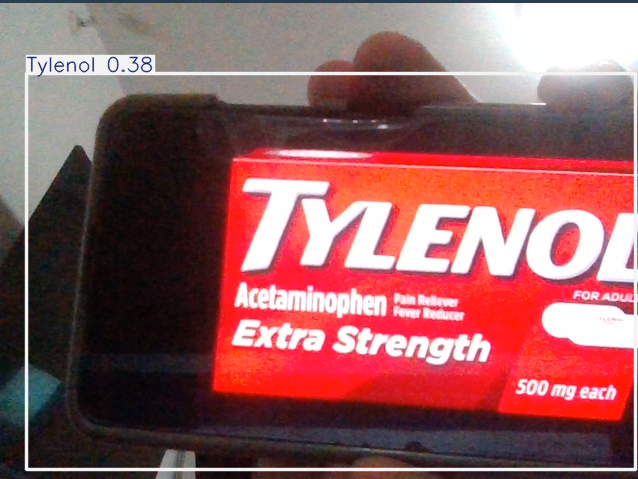 Tylenol 0.38
TYLENOL
Acetaminophen Pain Reliever
Fever Reducer
FOR ADUL
Extra Strength
500 mg each